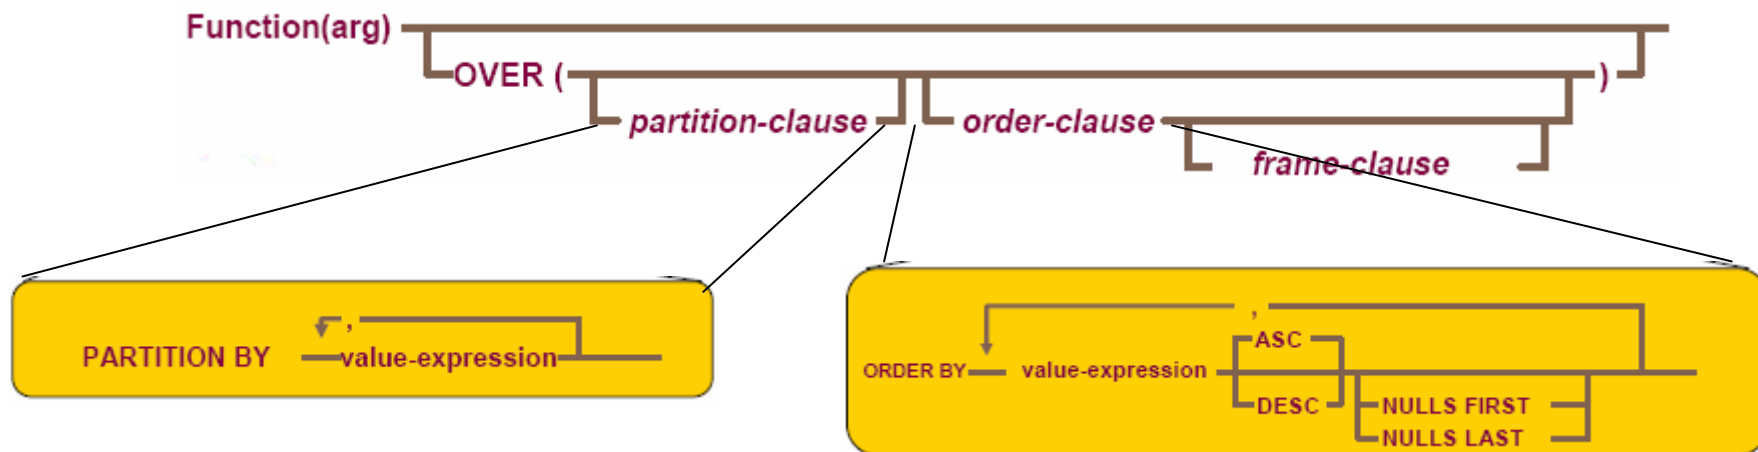 Function(arg)
OVER ( )
partition-clause order-clause
frame-clause
,
PARTITION BY value-expression
,
ASC
ORDER BY value-expression
DESC NULLS FIRST
NULLS LAST